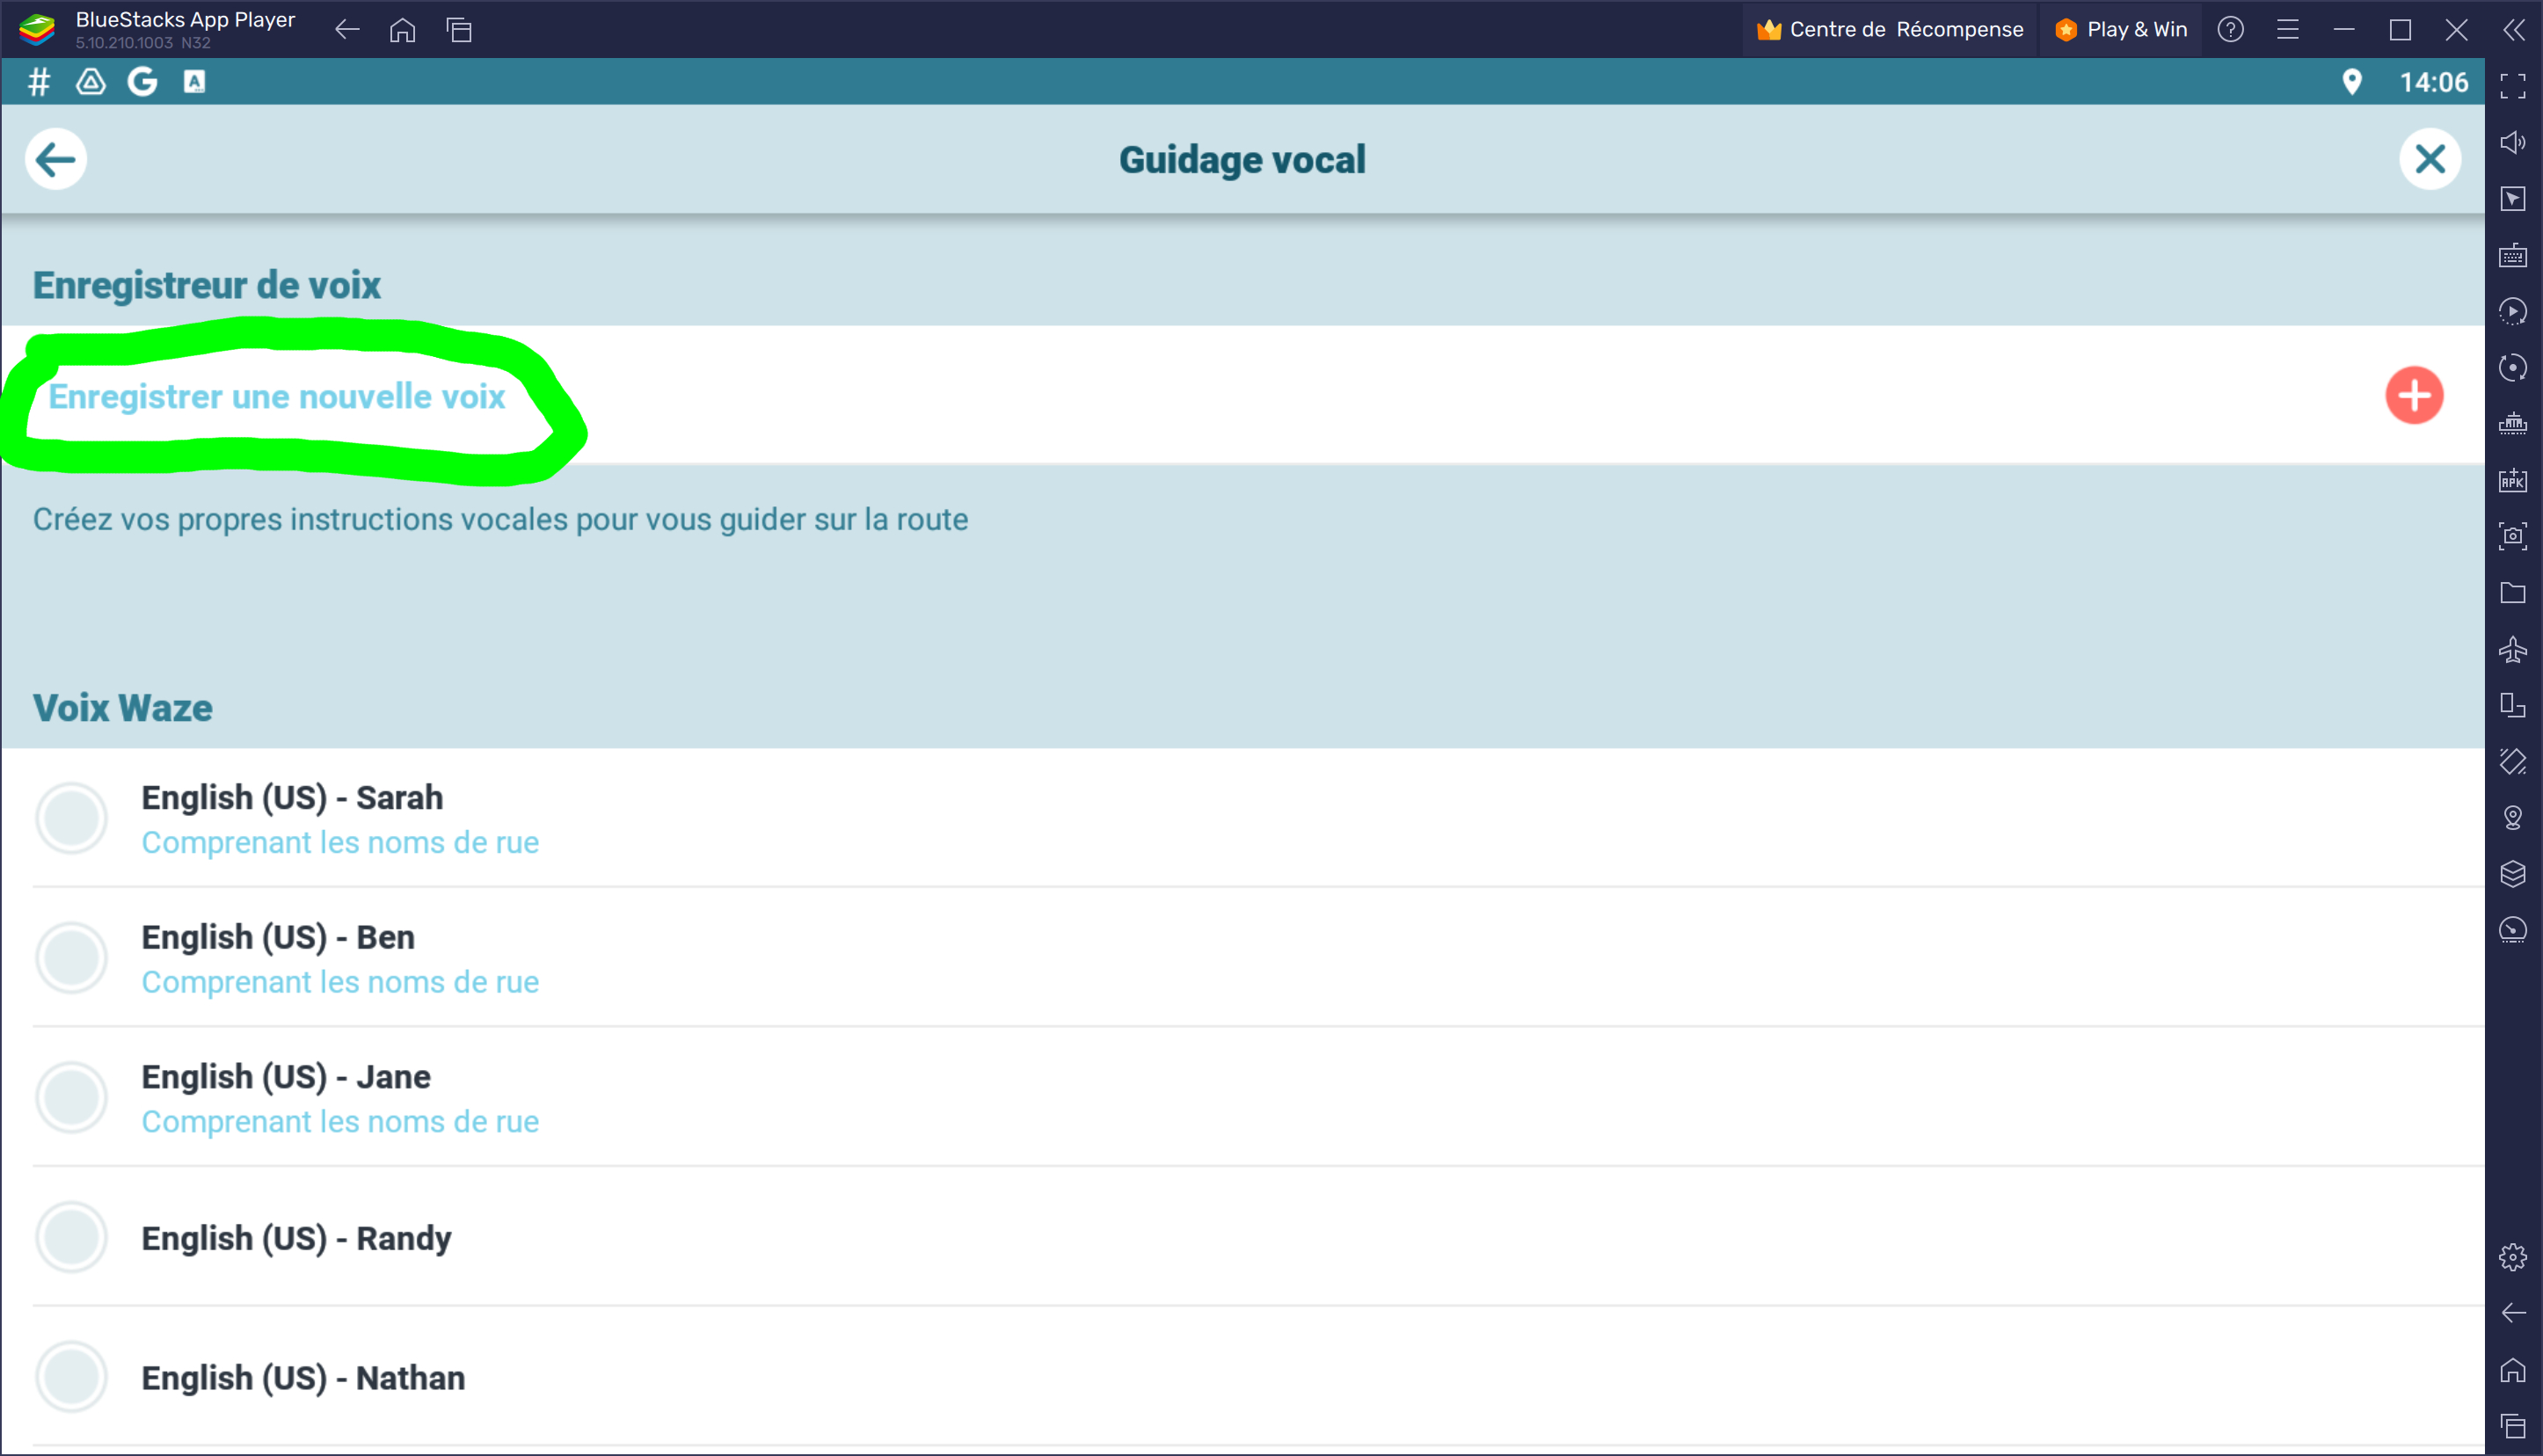 BlueStacks App Player
5.10.210.1003 N32
Centre de Récompense
Play & Win
14:06
Guidage vocal
Enregistreur de voix
Enregistrer une nouvelle voix
Créez vos propres instructions vocales pour vous guider sur la route
Voix Waze
English (US) - Sarah
Comprenant les noms de rue
English (US) - Ben
Comprenant les noms de rue
English (US) - Jane
Comprenant les noms de rue
English (US) - Randy
English (US) - Nathan